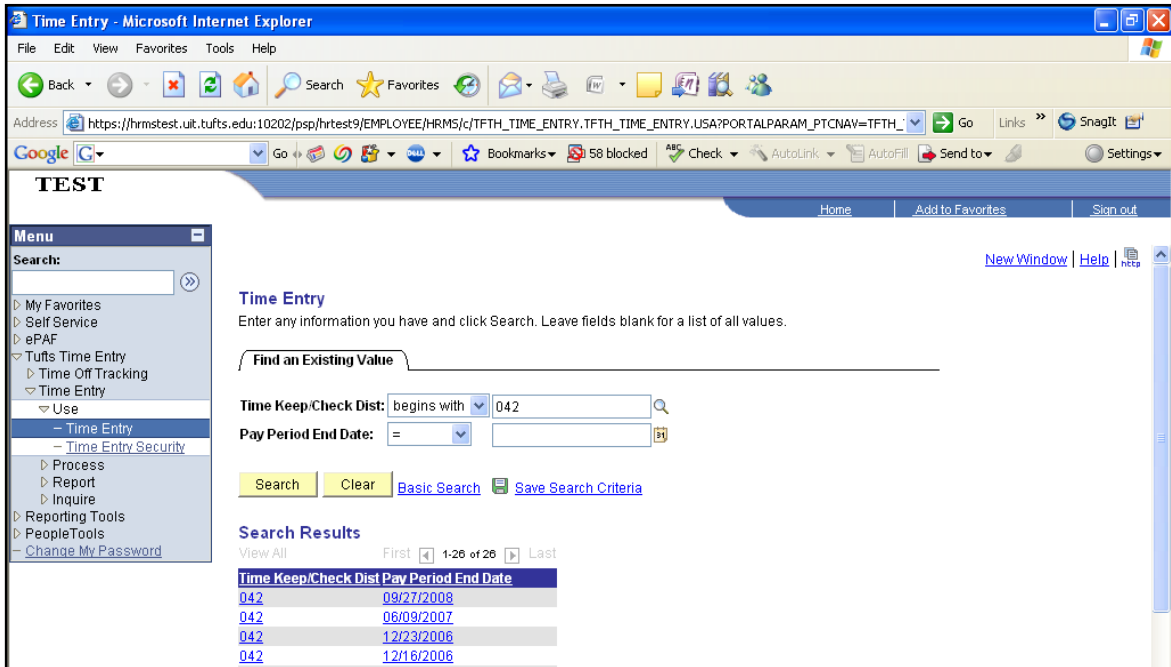 Time Entry - Microsoft Internet Explorer
File Edit View Favorites Tools Help
Back Search Favorites
Address https://hrmstest.uit.tufts.edu:10202/psp/hrtest9/EMPLOYEE/HRMS/c/TFTH_TIME_ENTRY.TFTH_TIME_ENTRY.USA?PORTALPARAM_PTCNAV=TFTH_ Go Links » SnagIt
Google G Go DELL Bookmarks 58 blocked ABC Check AutoLink AutoFill Send to Settings
TEST
Home Add to Favorites Sign out
Menu
Search:
New Window | Help | http
My Favorites
Self Service
ePAF
Tufts Time Entry
Time Off Tracking
Time Entry
Use
– Time Entry
– Time Entry Security
Process
Report
Inquire
Reporting Tools
PeopleTools
– Change My Password
Time Entry
Enter any information you have and click Search. Leave fields blank for a list of all values.
Find an Existing Value
Time Keep/Check Dist: begins with 042
Pay Period End Date: = 31
Search Clear Basic Search Save Search Criteria
Search Results
View All First 1-26 of 26 Last
Time Keep/Check Dist Pay Period End Date
042 09/27/2008
042 06/09/2007
042 12/23/2006
042 12/16/2006